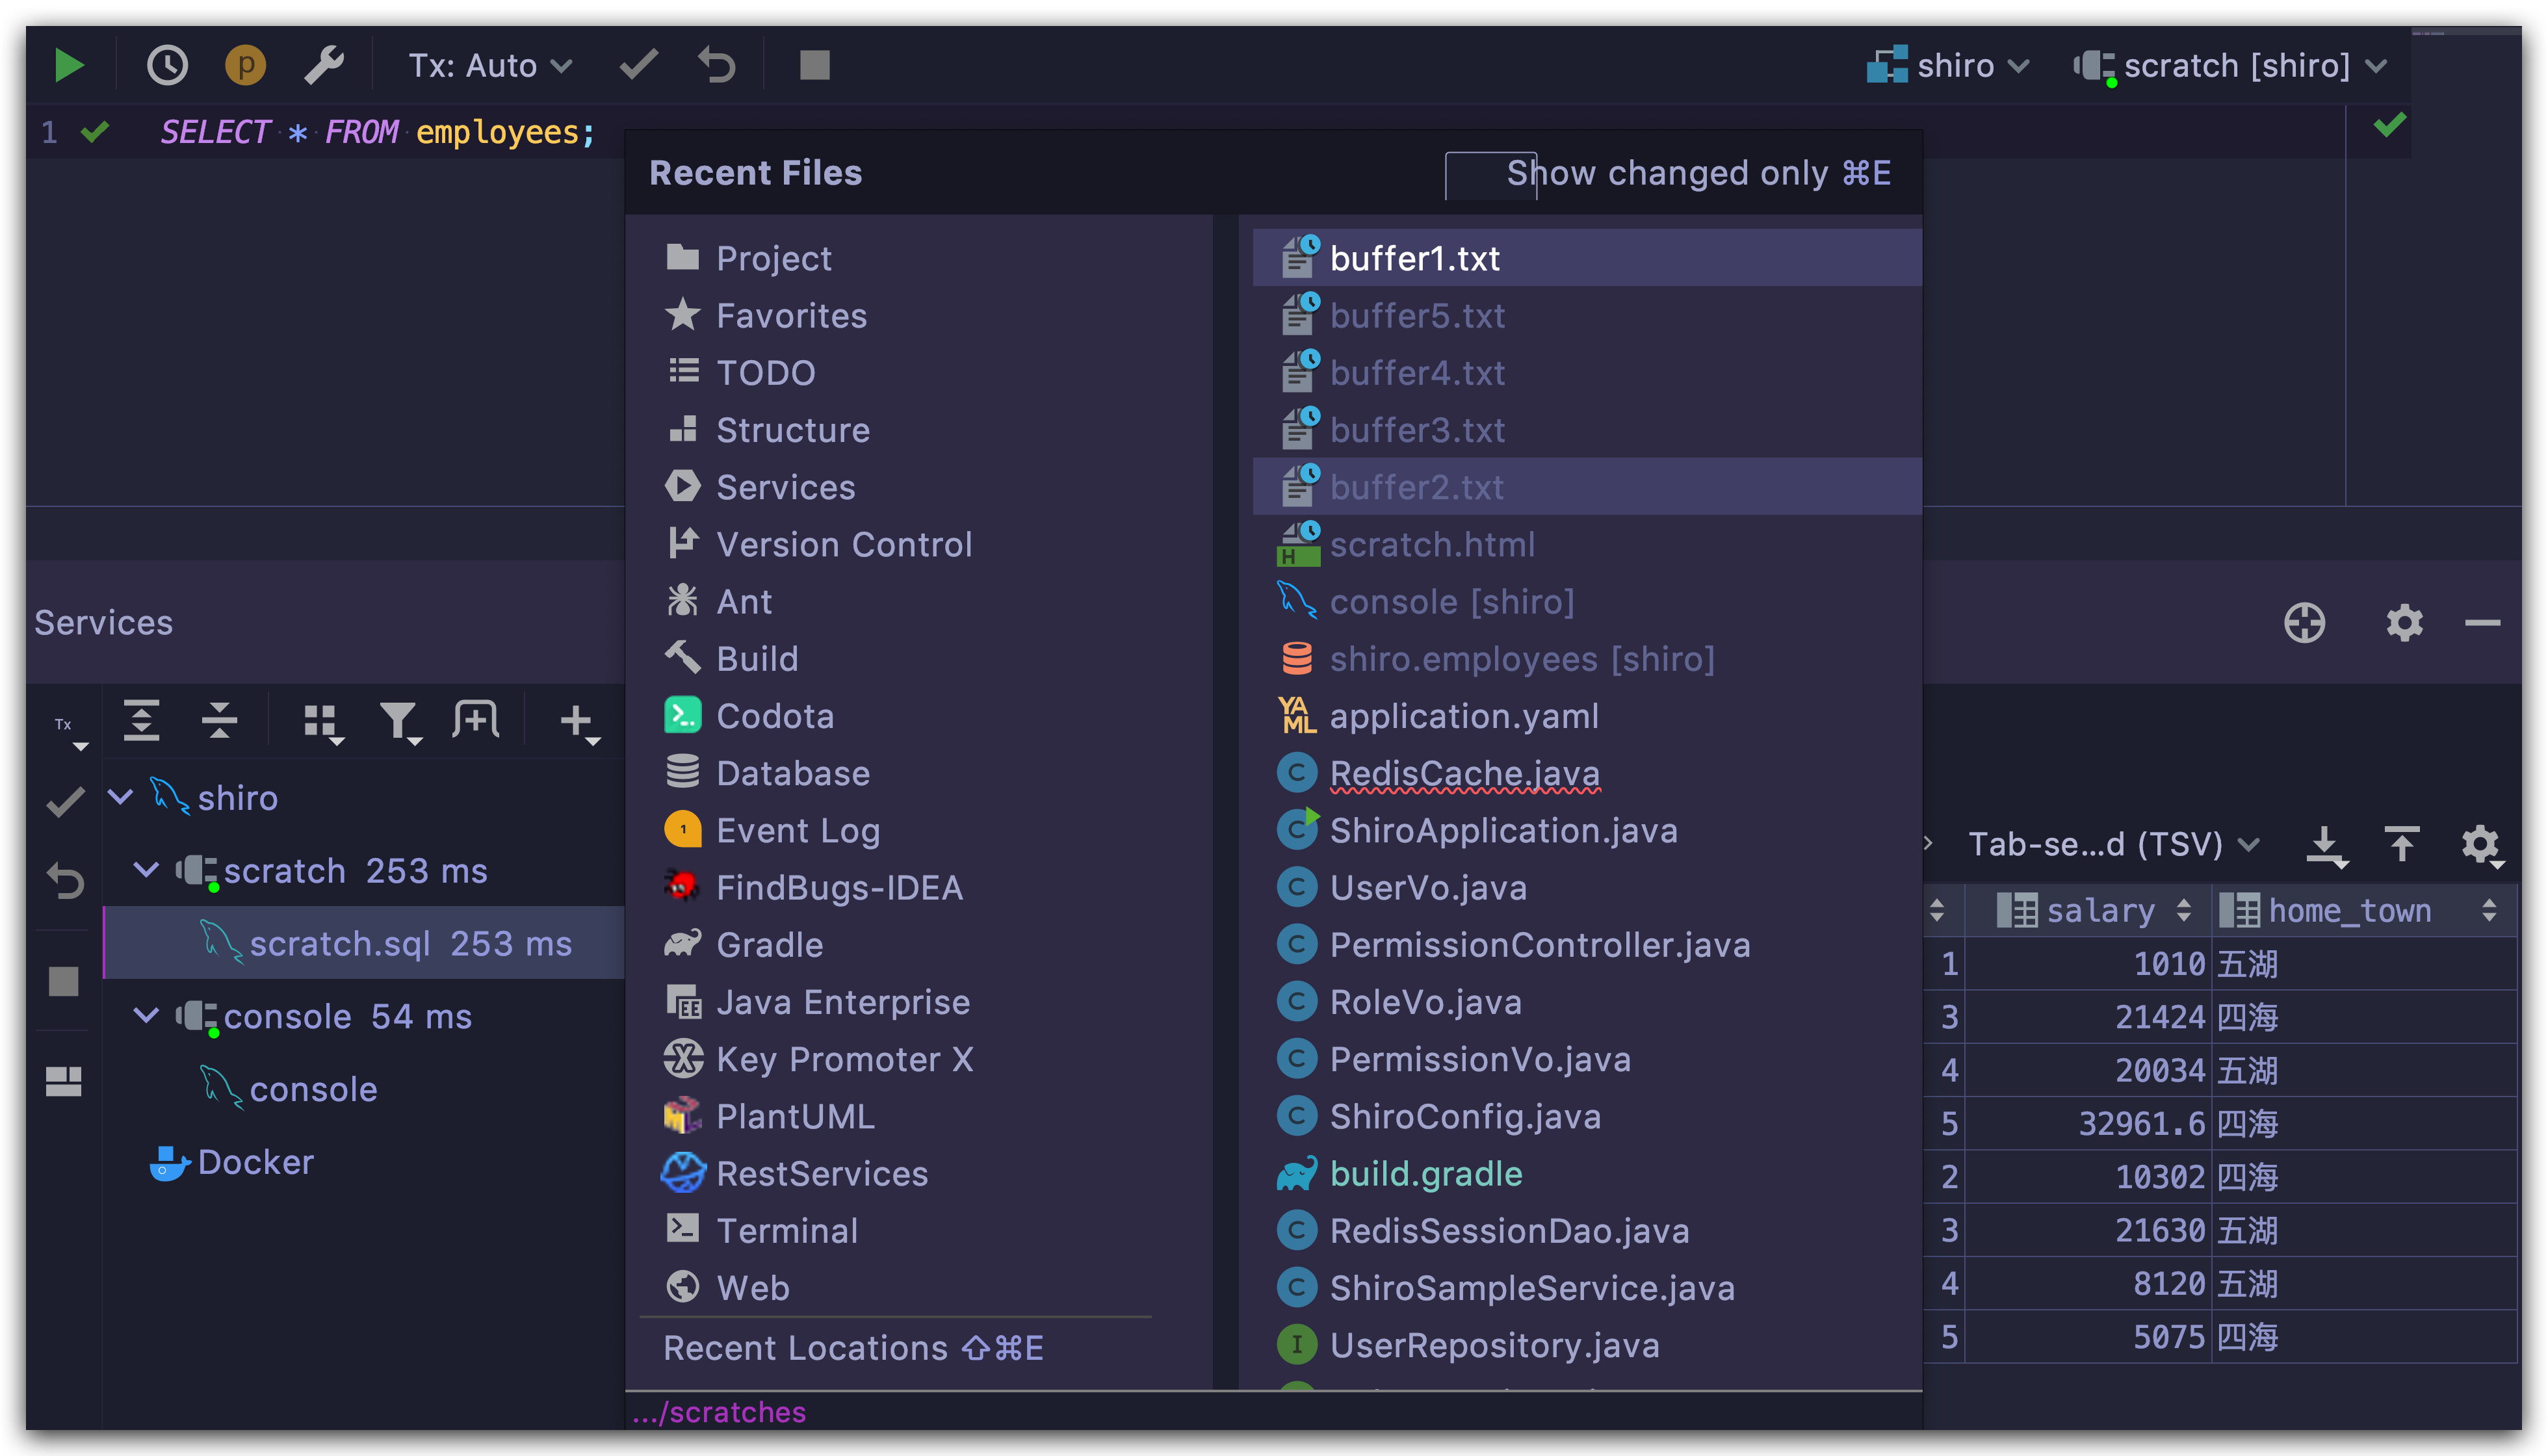 p Tx: Auto shiro scratch [shiro]
1 SELECT * FROM employees;
Recent Files Show changed only ⌘E
Project
Favorites
TODO
Structure
Services
Version Control
Ant
Build
Codota
Database
Event Log
FindBugs-IDEA
Gradle
Java Enterprise
Key Promoter X
PlantUML
RestServices
Terminal
Web
Recent Locations ⇧⌘E
.../scratches
buffer1.txt
buffer5.txt
buffer4.txt
buffer3.txt
buffer2.txt
scratch.html
console [shiro]
shiro.employees [shiro]
application.yaml
RedisCache.java
ShiroApplication.java
UserVo.java
PermissionController.java
RoleVo.java
PermissionVo.java
ShiroConfig.java
build.gradle
RedisSessionDao.java
ShiroSampleService.java
UserRepository.java
Services
Tx
shiro
scratch 253 ms
scratch.sql 253 ms
console 54 ms
console
Docker
Tab-se...d (TSV)
salary home_town
1 1010 五湖
3 21424 四海
4 20034 五湖
5 32961.6 四海
2 10302 四海
3 21630 五湖
4 8120 五湖
5 5075 四海